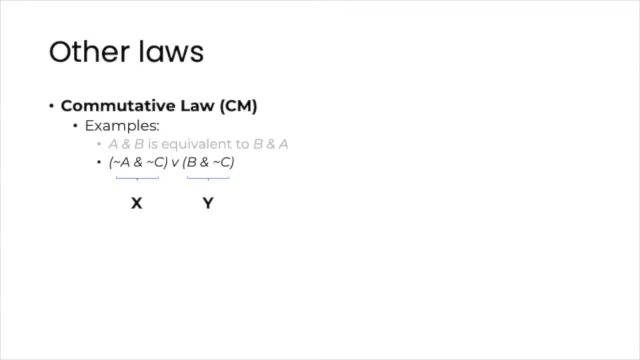 Other laws
• Commutative Law (CM)
• Examples:
• A & B is equivalent to B & A
• (~A & ~C) v (B & ~C)
X Y